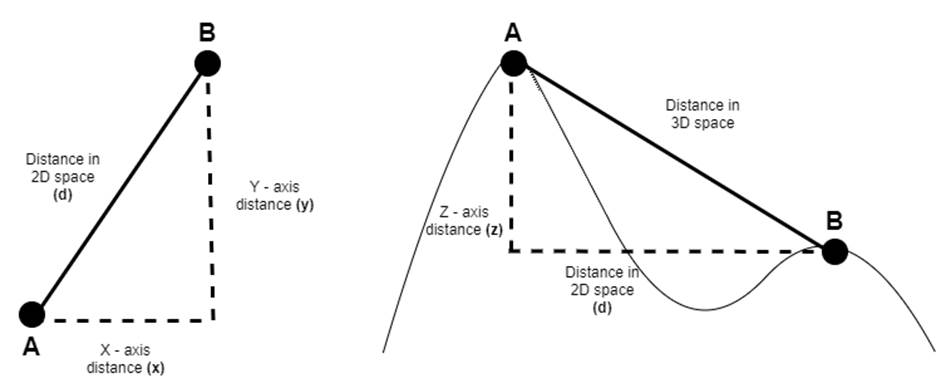 B
Distance in
2D space
(d)
Y - axis
distance (y)
A
X - axis
distance (x)
A
Distance in
3D space
Z - axis
distance (z)
B
Distance in
2D space
(d)